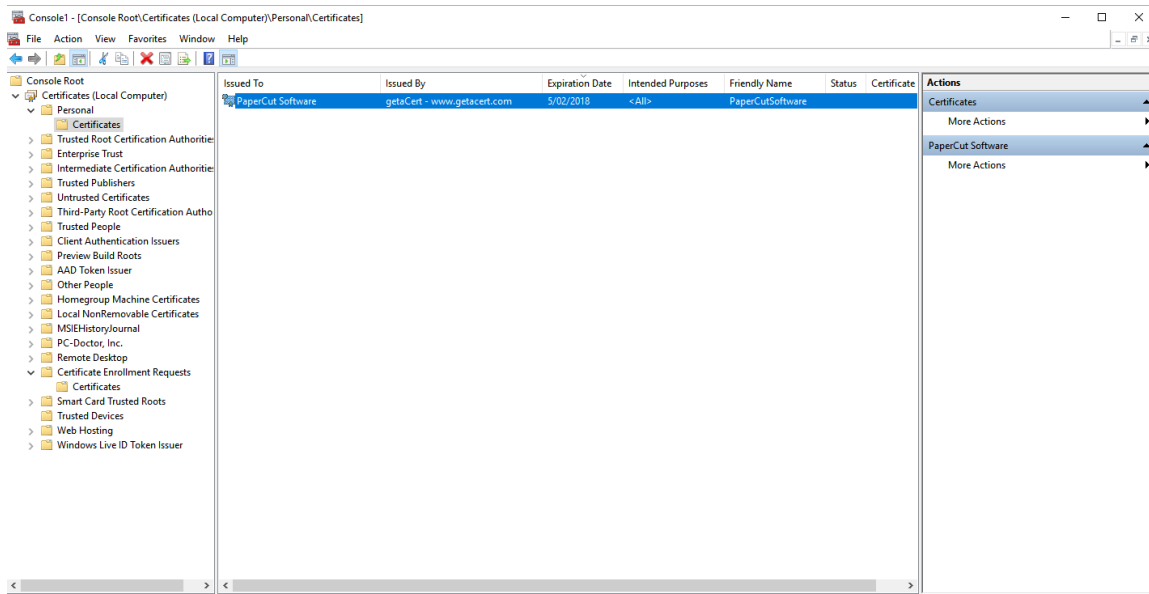 Console1 - [Console Root\Certificates (Local Computer)\Personal\Certificates]
File Action View Favorites Window Help
Console Root
Certificates (Local Computer)
Personal
Certificates
Trusted Root Certification Authoritie
Enterprise Trust
Intermediate Certification Authoritie
Trusted Publishers
Untrusted Certificates
Third-Party Root Certification Autho
Trusted People
Client Authentication Issuers
Preview Build Roots
AAD Token Issuer
Other People
Homegroup Machine Certificates
Local NonRemovable Certificates
MSIEHistoryJournal
PC-Doctor, Inc.
Remote Desktop
Certificate Enrollment Requests
Certificates
Smart Card Trusted Roots
Trusted Devices
Web Hosting
Windows Live ID Token Issuer
Issued To Issued By Expiration Date Intended Purposes Friendly Name Status Certificate
PaperCut Software getaCert - www.getacert.com 5/02/2018 <All> PaperCutSoftware
Actions
Certificates
More Actions
PaperCut Software
More Actions